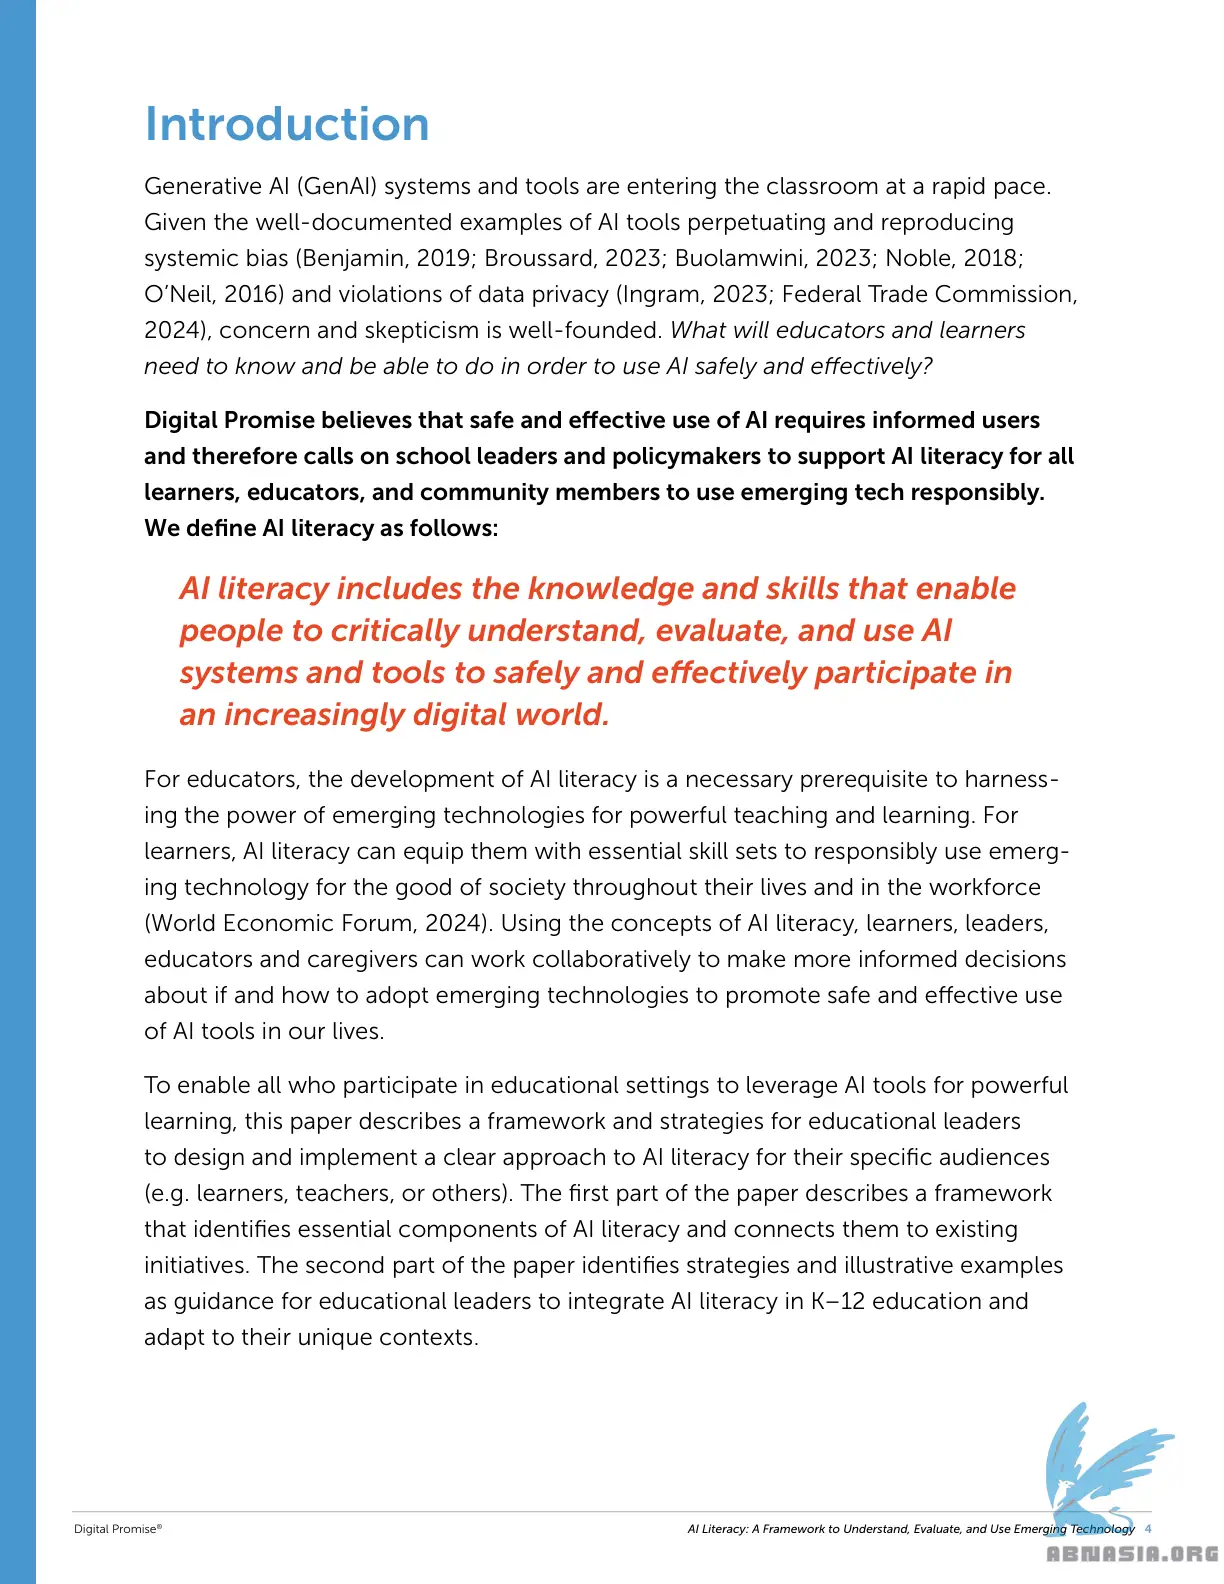 Introduction
Generative AI (GenAI) systems and tools are entering the classroom at a rapid pace.
Given the well-documented examples of AI tools perpetuating and reproducing
systemic bias (Benjamin, 2019; Broussard, 2023; Buolamwini, 2023; Noble, 2018;
O’Neil, 2016) and violations of data privacy (Ingram, 2023; Federal Trade Commission,
2024), concern and skepticism is well-founded. What will educators and learners
need to know and be able to do in order to use AI safely and effectively?
Digital Promise believes that safe and effective use of AI requires informed users
and therefore calls on school leaders and policymakers to support AI literacy for all
learners, educators, and community members to use emerging tech responsibly.
We define AI literacy as follows:
AI literacy includes the knowledge and skills that enable
people to critically understand, evaluate, and use AI
systems and tools to safely and effectively participate in
an increasingly digital world.
For educators, the development of AI literacy is a necessary prerequisite to harness-
ing the power of emerging technologies for powerful teaching and learning. For
learners, AI literacy can equip them with essential skill sets to responsibly use emerg-
ing technology for the good of society throughout their lives and in the workforce
(World Economic Forum, 2024). Using the concepts of AI literacy, learners, leaders,
educators and caregivers can work collaboratively to make more informed decisions
about if and how to adopt emerging technologies to promote safe and effective use
of AI tools in our lives.
To enable all who participate in educational settings to leverage AI tools for powerful
learning, this paper describes a framework and strategies for educational leaders
to design and implement a clear approach to AI literacy for their specific audiences
(e.g. learners, teachers, or others). The first part of the paper describes a framework
that identifies essential components of AI literacy and connects them to existing
initiatives. The second part of the paper identifies strategies and illustrative examples
as guidance for educational leaders to integrate AI literacy in K–12 education and
adapt to their unique contexts.
Digital Promise®
AI Literacy: A Framework to Understand, Evaluate, and Use Emerging Technology 4
ABNASIA.ORG